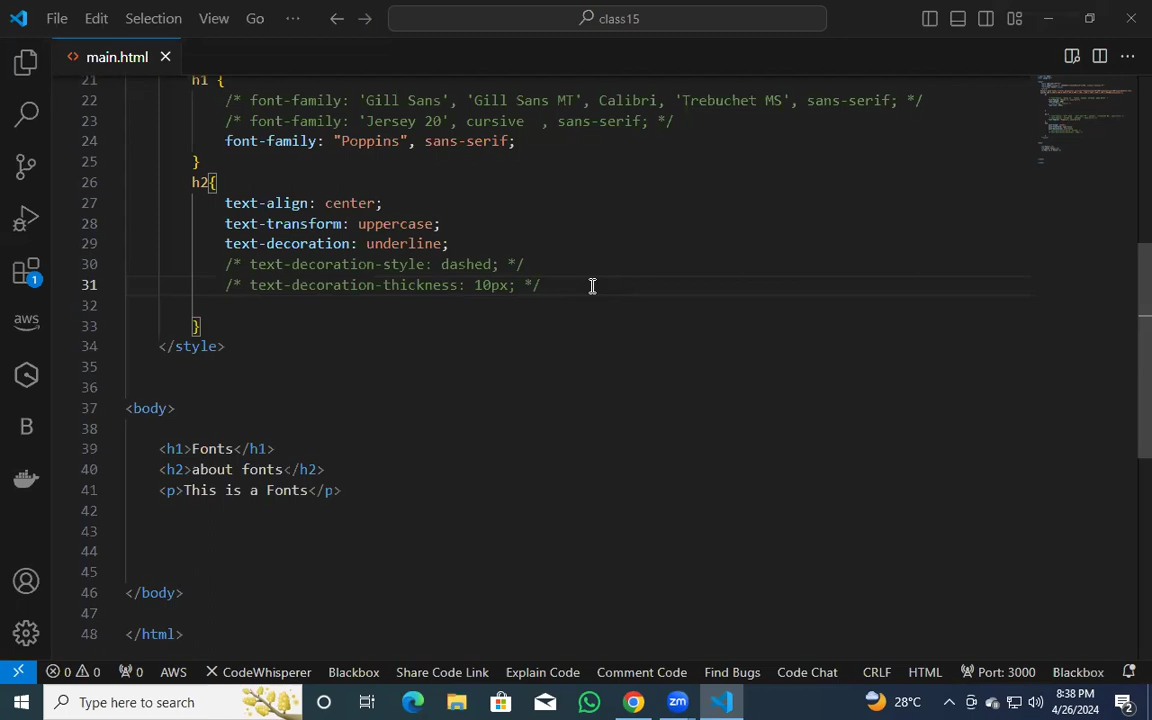 File Edit Selection View Go ··· class15
main.html
21 h1 {
22 /* font-family: 'Gill Sans', 'Gill Sans MT', Calibri, 'Trebuchet MS', sans-serif; */
23 /* font-family: 'Jersey 20', cursive , sans-serif; */
24 font-family: "Poppins", sans-serif;
25 }
26 h2{
27 text-align: center;
28 text-transform: uppercase;
29 text-decoration: underline;
30 /* text-decoration-style: dashed; */
31 /* text-decoration-thickness: 10px; */
32
33 }
34 </style>
35
36
37 <body>
38
39 <h1>Fonts</h1>
40 <h2>about fonts</h2>
41 <p>This is a Fonts</p>
42
43
44
45
46 </body>
47
48 </html>
1
aws
B
0 0 0 AWS CodeWhisperer Blackbox Share Code Link Explain Code Comment Code Find Bugs Code Chat CRLF HTML Port: 3000 Blackbox
Type here to search 28°C 8:38 PM
4/26/2024 2